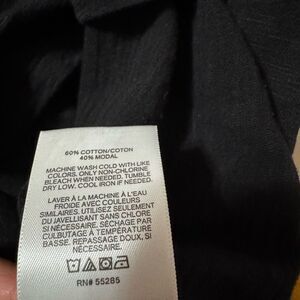 60% COTTON/COTON
40% MODAL
MACHINE WASH COLD WITH LIKE
COLORS. ONLY NON-CHLORINE
BLEACH WHEN NEEDED. TUMBLE
DRY LOW. COOL IRON IF NEEDED.
LAVER À LA MACHINE À L'EAU
FROIDE AVEC COULEURS
SIMILAIRES. UTILISEZ SEULEMENT
DU JAVELLISANT SANS CHLORE
SI NÉCESSAIRE. SÉCHAGE PAR
CULBUTAGE À TEMPÉRATURE
BASSE. REPASSAGE DOUX, SI
NÉCESSAIRE.
RN# 55285